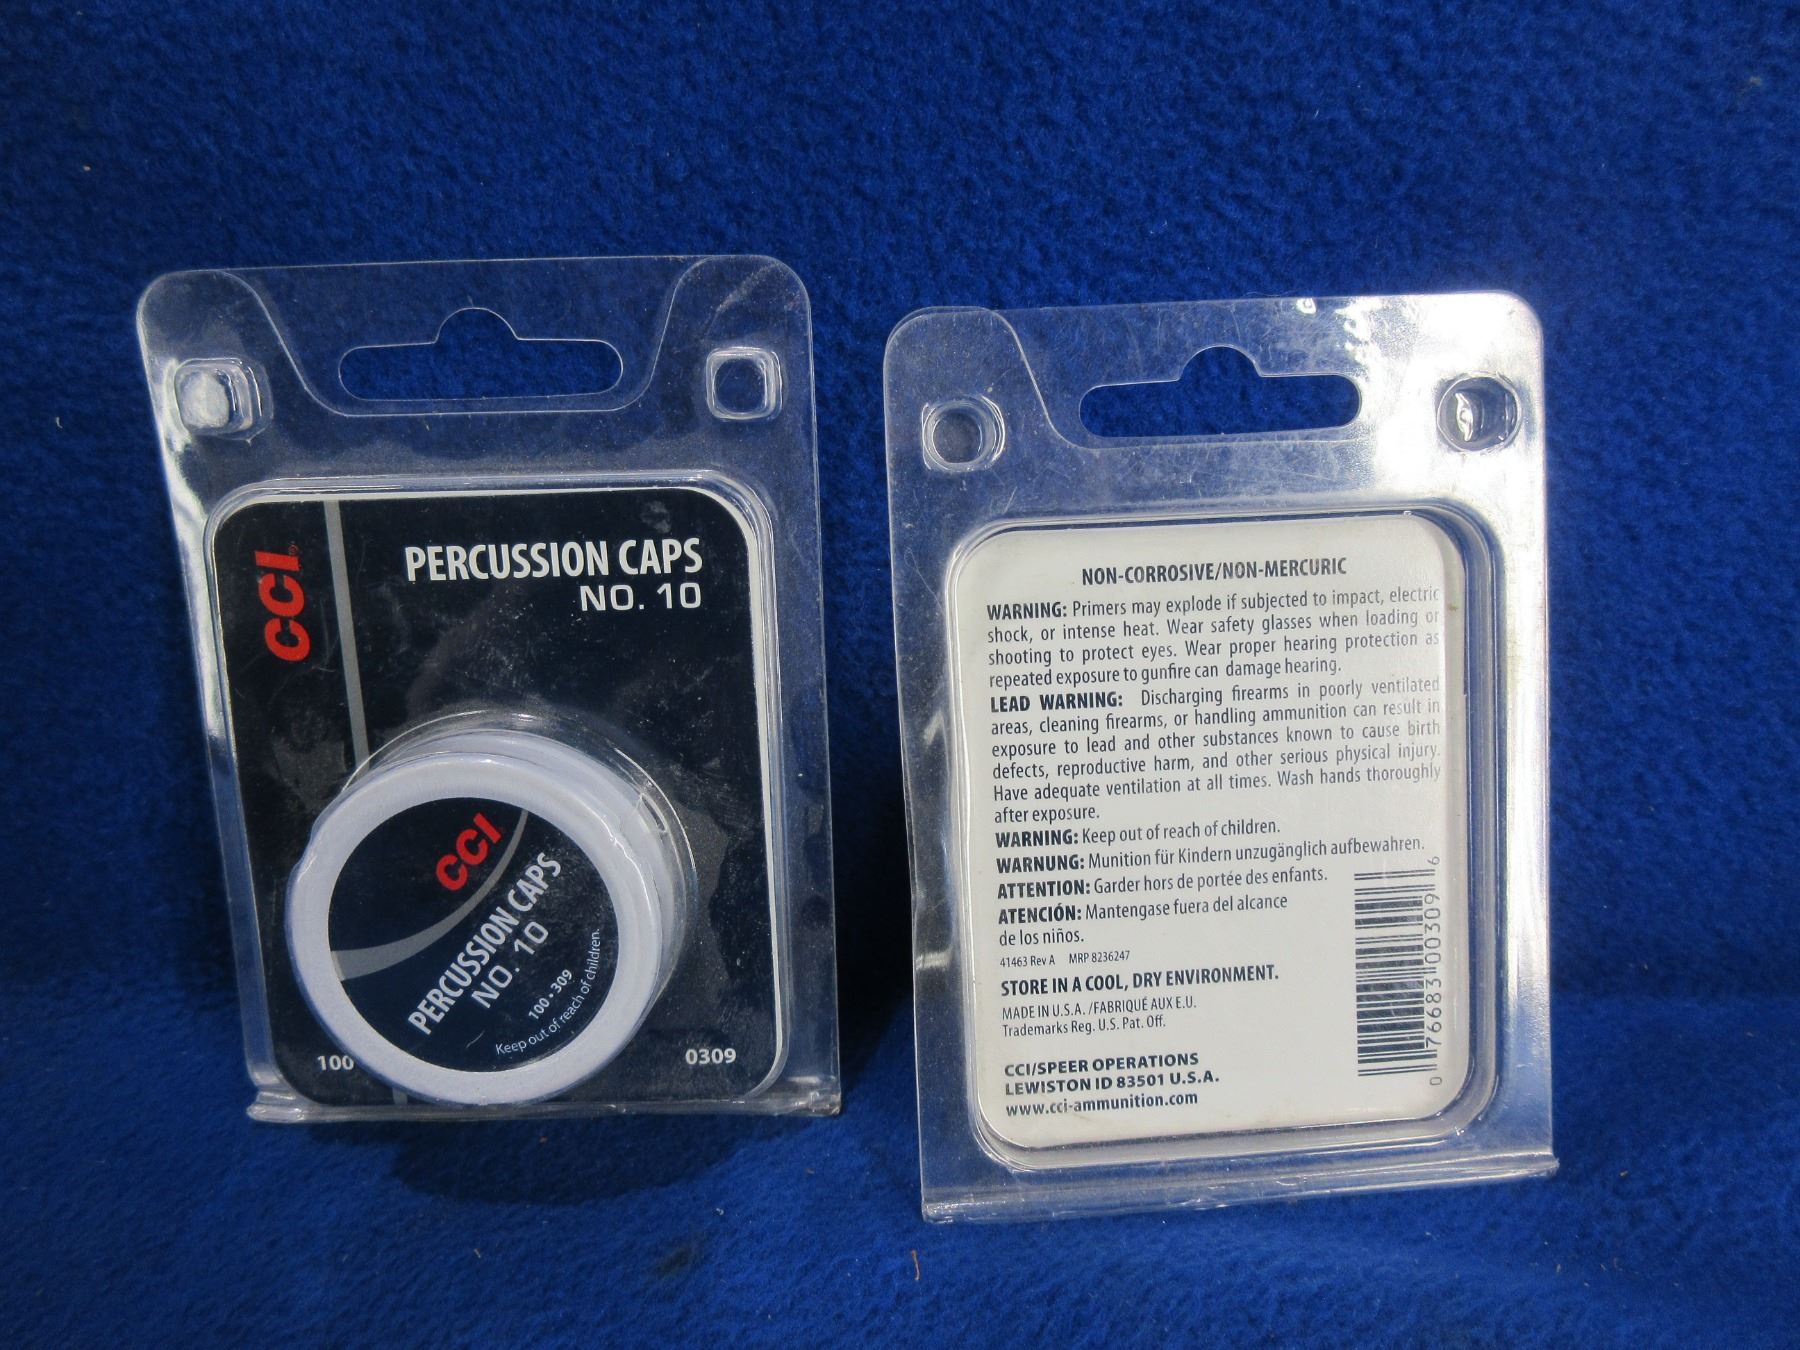 CCI®
PERCUSSION CAPS
NO. 10
CCI
PERCUSSION CAPS
NO. 10
100 • 309
Keep out of reach of children.
100
0309
NON-CORROSIVE/NON-MERCURIC
WARNING: Primers may explode if subjected to impact, electric
shock, or intense heat. Wear safety glasses when loading or
shooting to protect eyes. Wear proper hearing protection as
repeated exposure to gunfire can damage hearing.
LEAD WARNING: Discharging firearms in poorly ventilated
areas, cleaning firearms, or handling ammunition can result in
exposure to lead and other substances known to cause birth
defects, reproductive harm, and other serious physical injury.
Have adequate ventilation at all times. Wash hands thoroughly
after exposure.
WARNING: Keep out of reach of children.
WARNUNG: Munition für Kindern unzugänglich aufbewahren.
ATTENTION: Garder hors de portée des enfants.
ATENCIÓN: Mantengase fuera del alcance
de los niños.
41463 Rev A MRP 8236247
STORE IN A COOL, DRY ENVIRONMENT.
MADE IN U.S.A. /FABRIQUÉ AUX E.U.
Trademarks Reg. U.S. Pat. Off.
CCI/SPEER OPERATIONS
LEWISTON ID 83501 U.S.A.
www.cci-ammunition.com
0 76683 00309 6